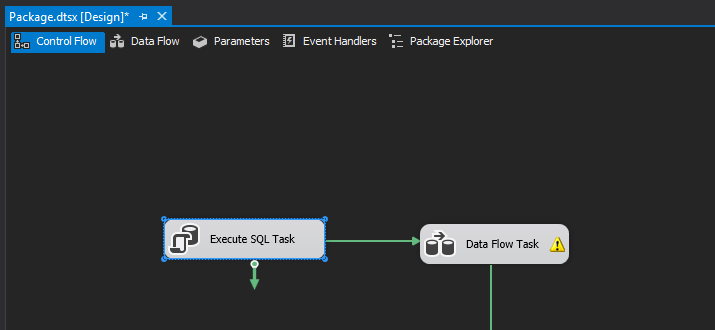 Package.dtsx [Design]*
Control Flow Data Flow Parameters Event Handlers Package Explorer
Execute SQL Task Data Flow Task